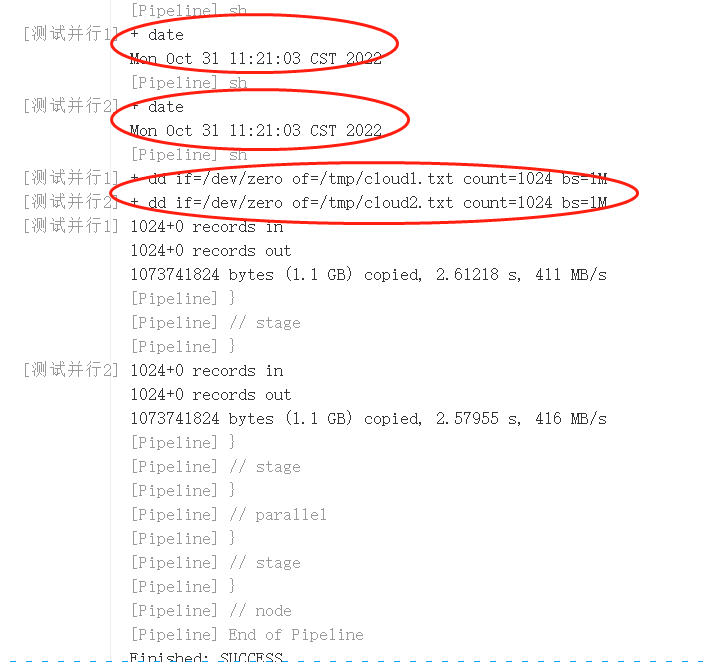 [Pipeline] sh
[测试并行1] + date
Mon Oct 31 11:21:03 CST 2022
[Pipeline] sh
[测试并行2] + date
Mon Oct 31 11:21:03 CST 2022
[Pipeline] sh
[测试并行1] + dd if=/dev/zero of=/tmp/cloud1.txt count=1024 bs=1M
[测试并行2] + dd if=/dev/zero of=/tmp/cloud2.txt count=1024 bs=1M
[测试并行1] 1024+0 records in
1024+0 records out
1073741824 bytes (1.1 GB) copied, 2.61218 s, 411 MB/s
[Pipeline] }
[Pipeline] // stage
[Pipeline] }
[测试并行2] 1024+0 records in
1024+0 records out
1073741824 bytes (1.1 GB) copied, 2.57955 s, 416 MB/s
[Pipeline] }
[Pipeline] // stage
[Pipeline] }
[Pipeline] // parallel
[Pipeline] }
[Pipeline] // stage
[Pipeline] }
[Pipeline] // node
[Pipeline] End of Pipeline
Finished: SUCCESS